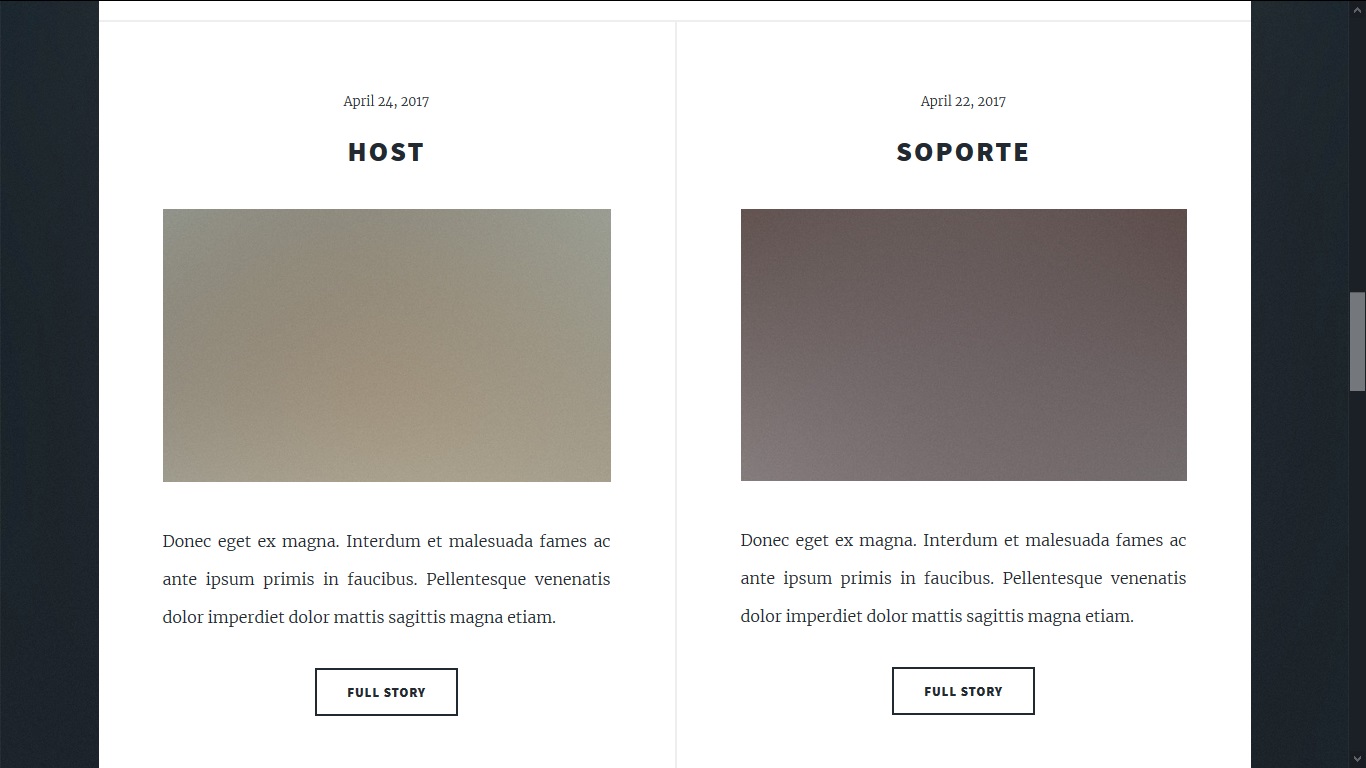 April 24, 2017
HOST
Donec eget ex magna. Interdum et malesuada fames ac
ante ipsum primis in faucibus. Pellentesque venenatis
dolor imperdiet dolor mattis sagittis magna etiam.
FULL STORY
April 22, 2017
SOPORTE
Donec eget ex magna. Interdum et malesuada fames ac
ante ipsum primis in faucibus. Pellentesque venenatis
dolor imperdiet dolor mattis sagittis magna etiam.
FULL STORY